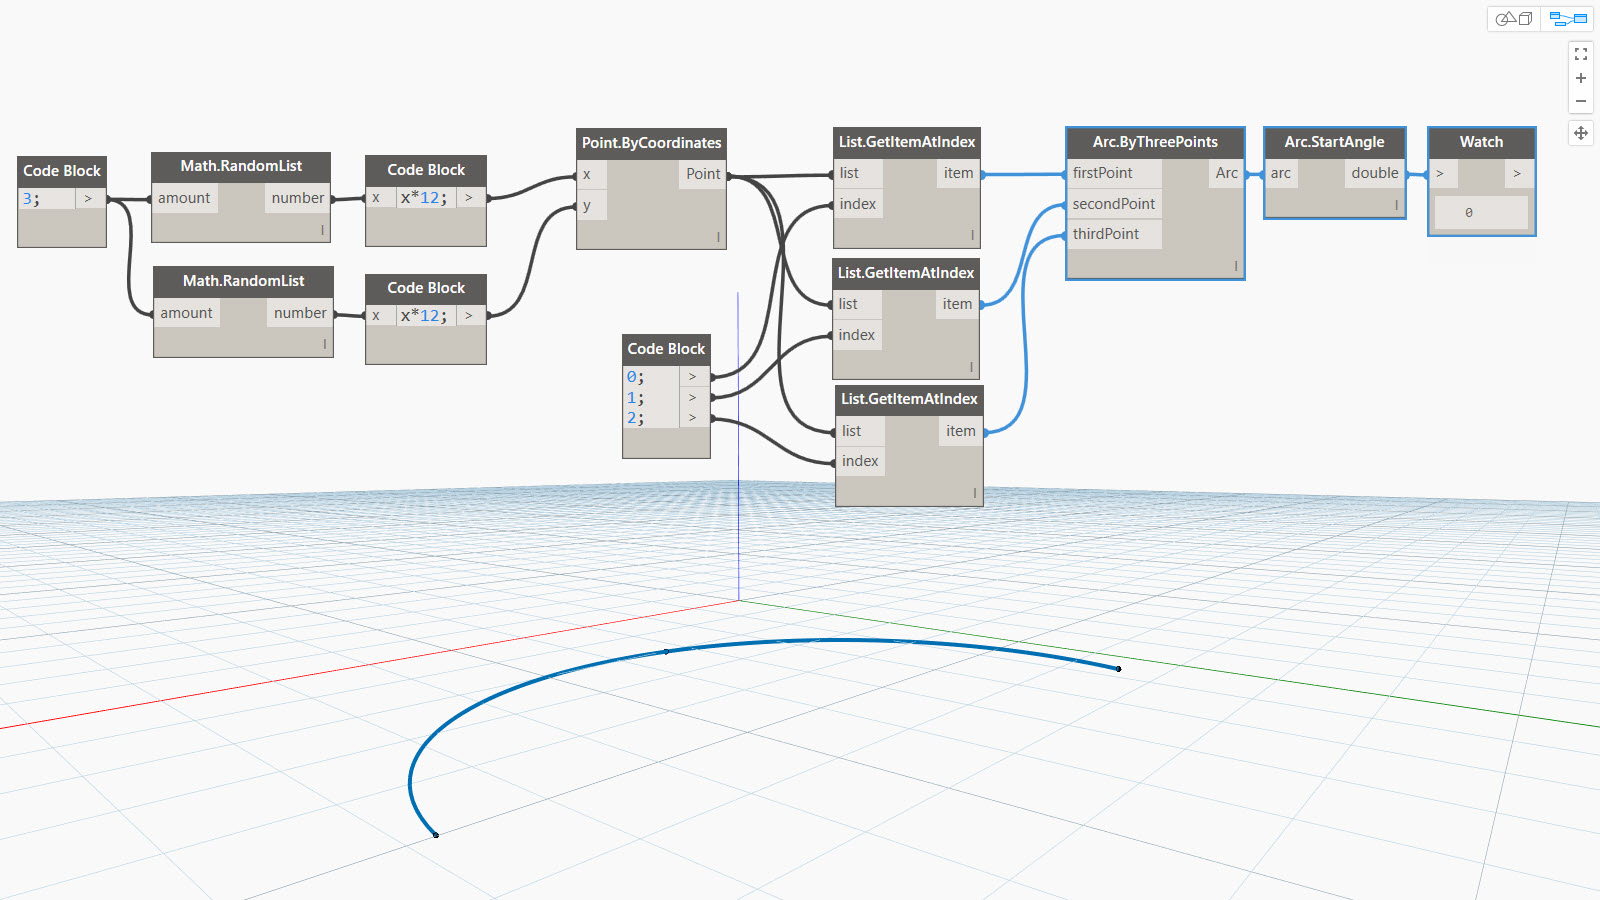 Code Block
3; >
Math.RandomList
amount number
l
Math.RandomList
amount number
l
Code Block
x x*12; >
Code Block
x x*12; >
Point.ByCoordinates
x Point
y
l
Code Block
0; >
1; >
2; >
List.GetItemAtIndex
list item
index
l
List.GetItemAtIndex
list item
index
l
List.GetItemAtIndex
list item
index
l
Arc.ByThreePoints
firstPoint Arc
secondPoint
thirdPoint
l
Arc.StartAngle
arc double
l
Watch
> >
0